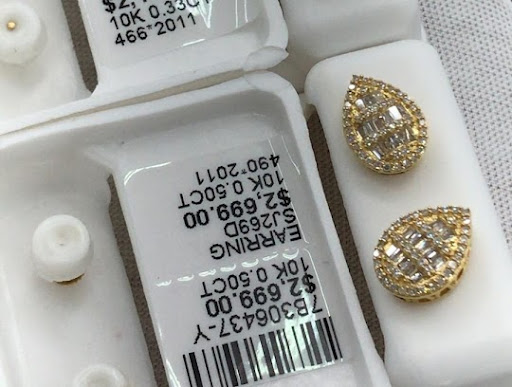 $2,
10K 0.33C
466*2011
7B306437-Y
$2,699.00
10K 0.50CT
EARRING
SJ269D
$2,699.00
10K 0.50CT
490*2011